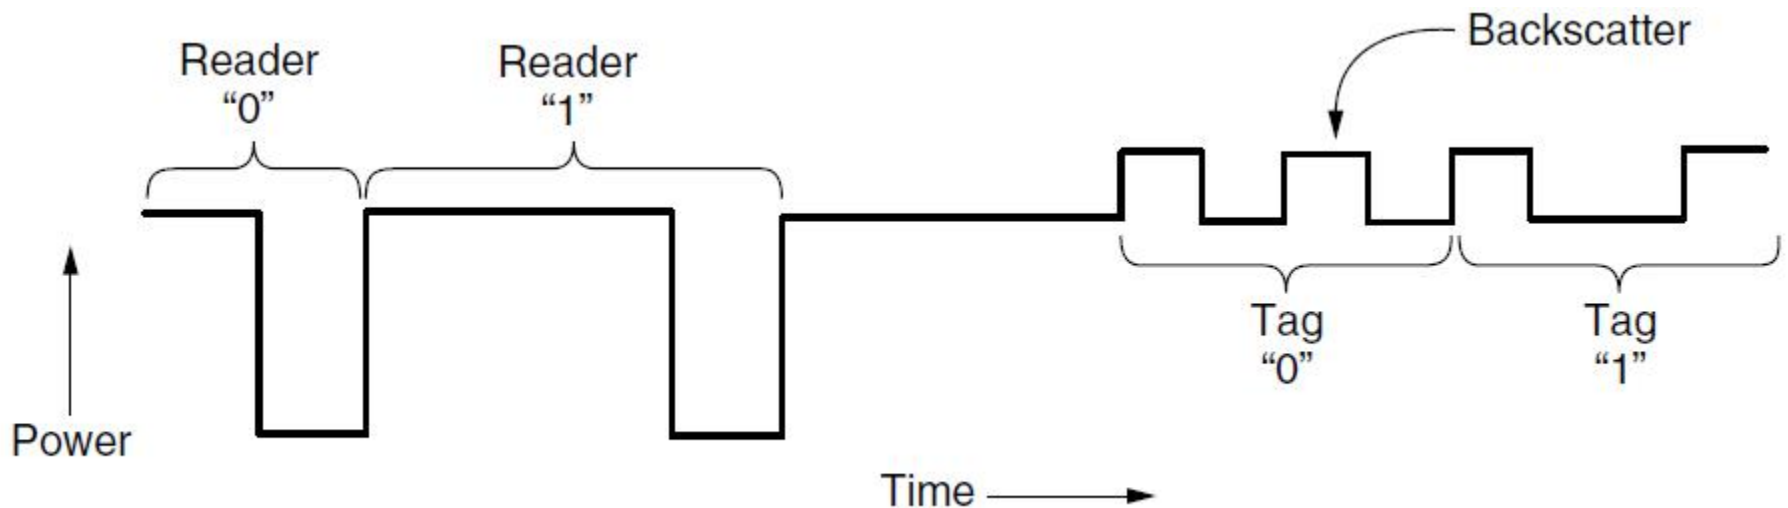 Backscatter
Reader
“0”
Reader
“1”
Tag
“0”
Tag
“1”
Power
Time